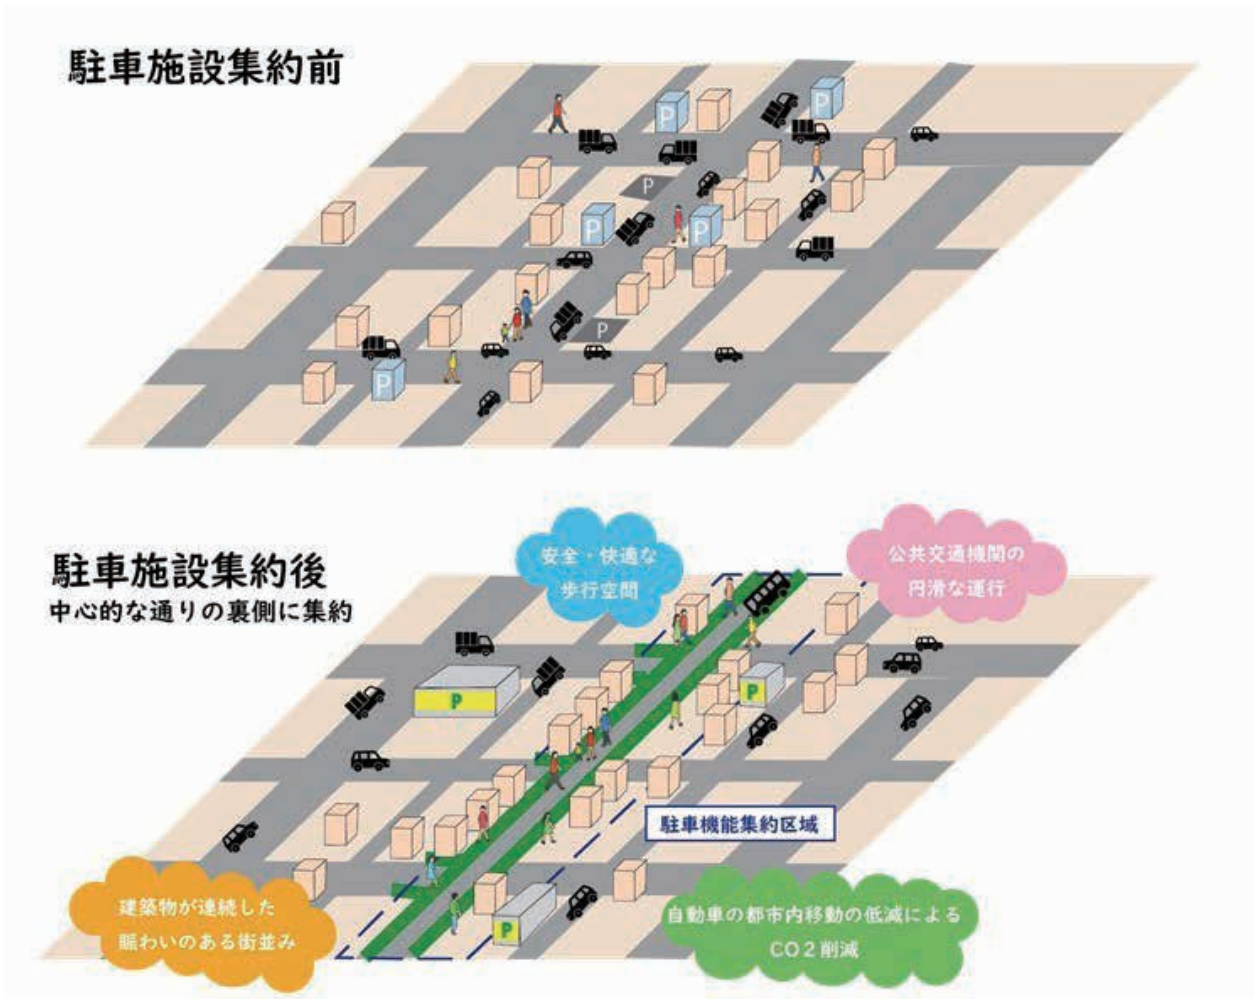 駐車施設集約前
P
P
P
P
P
P
P
駐車施設集約後
中心的な通りの裏側に集約
安全・快適な
歩行空間
公共交通機関の
円滑な運行
P
P
駐車機能集約区域
建築物が連続した
賑わいのある街並み
P
自動車の都市内移動の低減による
CO2削減